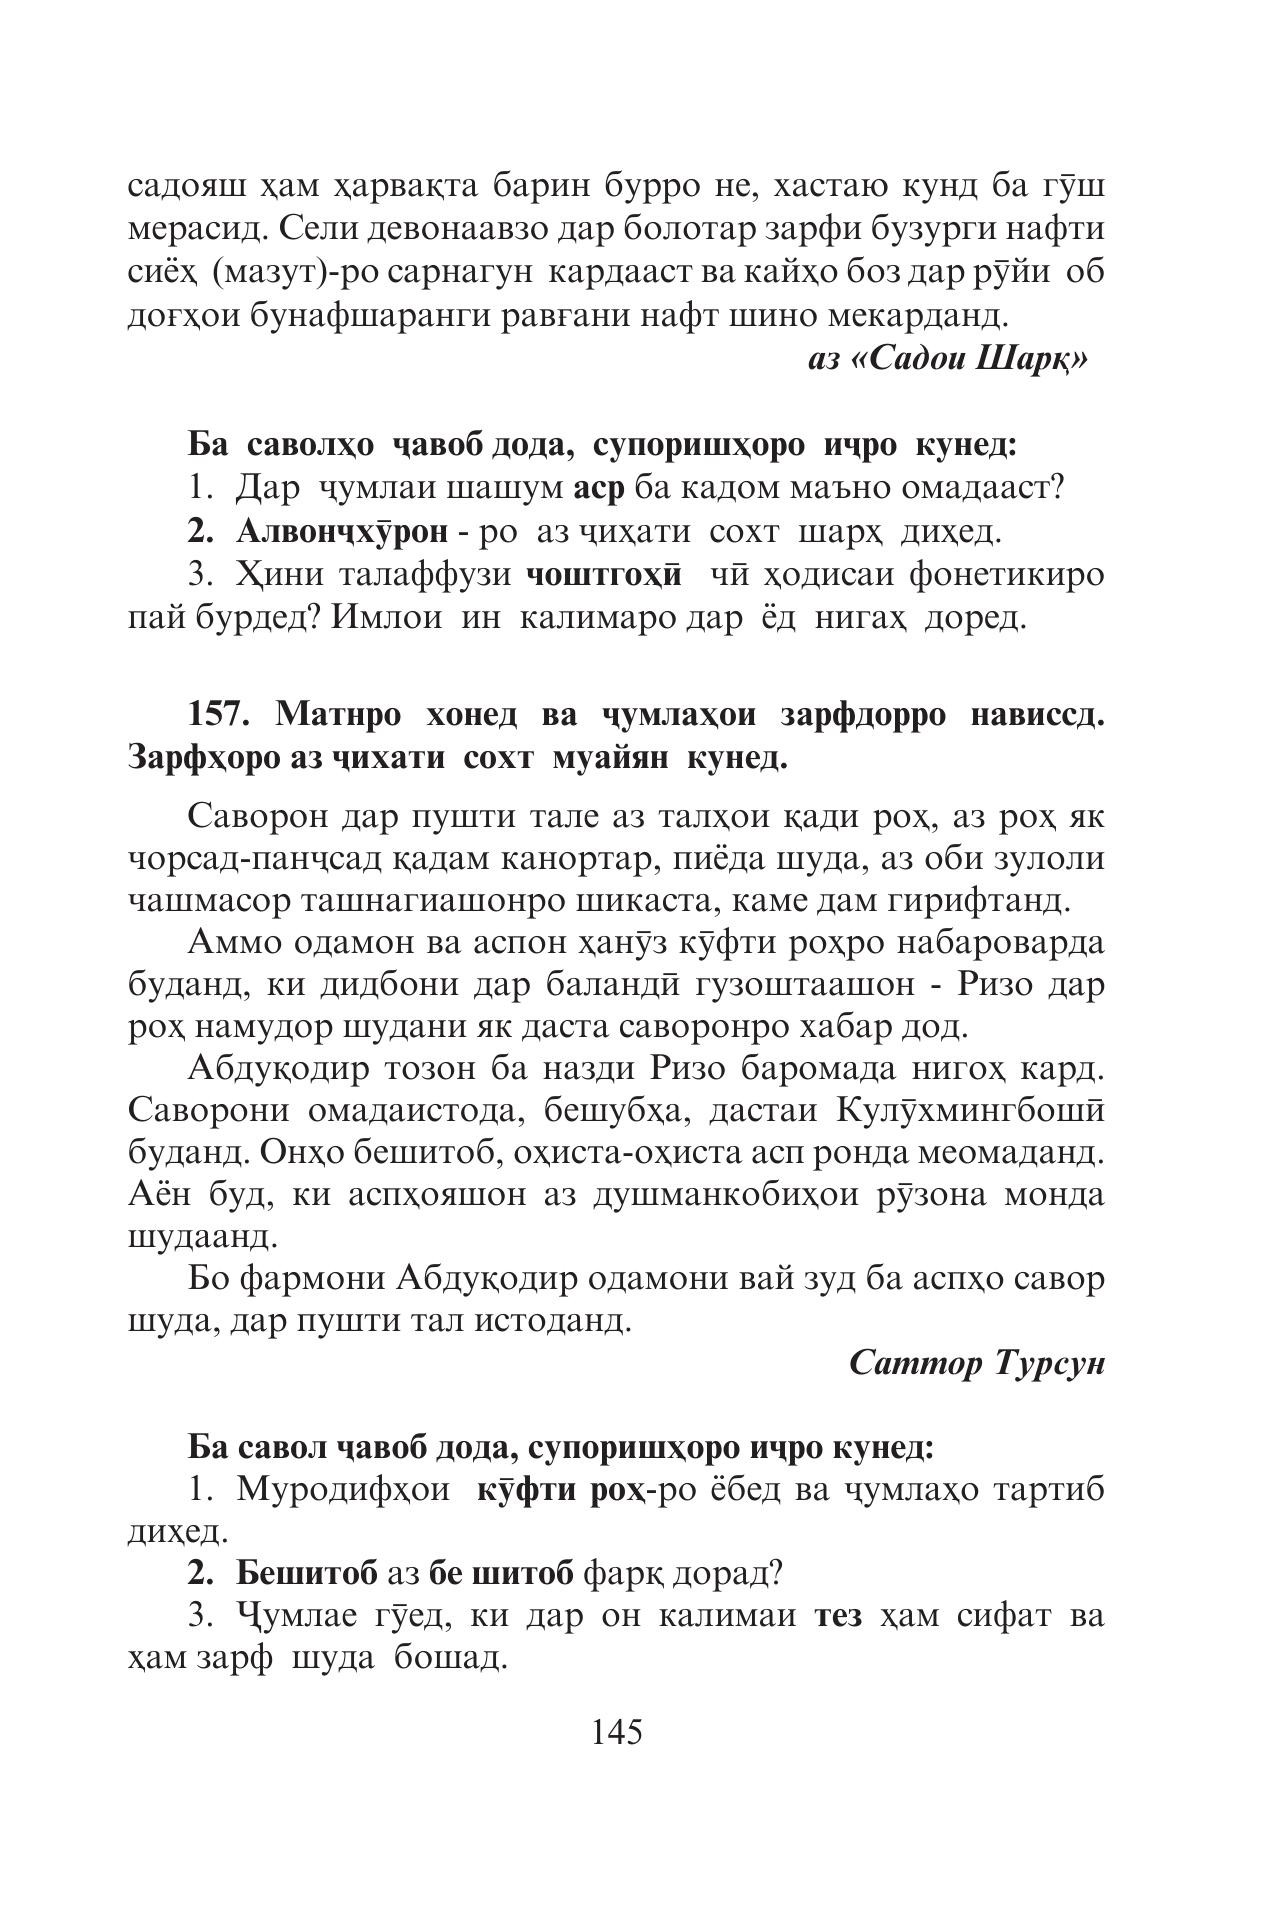 садояш ҳам ҳарвақта барин бурро не, хастаю кунд ба гӯш
мерасид. Сели девонаавзо дар болотар зарфи бузурги нафти
сиёҳ (мазут)-ро сарнагун кардааст ва кайҳо боз дар рӯйи об
доғҳои бунафшаранги равғани нафт шино мекарданд.
аз «Садои Шарқ»
Ба саволҳо ҷавоб дода, супоришҳоро иҷро кунед:
1. Дар ҷумлаи шашум аср ба кадом маъно омадааст?
2. Алвонҷхӯрон - ро аз ҷиҳати сохт шарҳ диҳед.
3. Ҳини талаффузи чоштгоҳӣ чӣ ҳодисаи фонетикиро
пай бурдед? Имлои ин калимаро дар ёд нигаҳ доред.
157. Матнро хонед ва ҷумлаҳои зарфдорро нависсд.
Зарфҳоро аз ҷихати сохт муайян кунед.
Саворон дар пушти тале аз талҳои қади роҳ, аз роҳ як
чорсад-панҷсад қадам канортар, пиёда шуда, аз оби зулоли
чашмасор ташнагиашонро шикаста, каме дам гирифтанд.
Аммо одамон ва аспон ҳанӯз кӯфти роҳро набароварда
буданд, ки дидбони дар баландӣ гузоштаашон - Ризо дар
роҳ намудор шудани як даста саворонро хабар дод.
Абдуқодир тозон ба назди Ризо баромада нигоҳ кард.
Саворони омадаистода, бешубҳа, дастаи Кулӯхмингбошӣ
буданд. Онҳо бешитоб, оҳиста-оҳиста асп ронда меомаданд.
Аён буд, ки аспҳояшон аз душманкобиҳои рӯзона монда
шудаанд.
Бо фармони Абдуқодир одамони вай зуд ба аспҳо савор
шуда, дар пушти тал истоданд.
Саттор Турсун
Ба савол ҷавоб дода, супоришҳоро иҷро кунед:
1. Муродифҳои кӯфти роҳ-ро ёбед ва ҷумлаҳо тартиб
диҳед.
2. Бешитоб аз бе шитоб фарқ дорад?
3. Ҷумлае гӯед, ки дар он калимаи тез ҳам сифат ва
ҳам зарф шуда бошад.
145